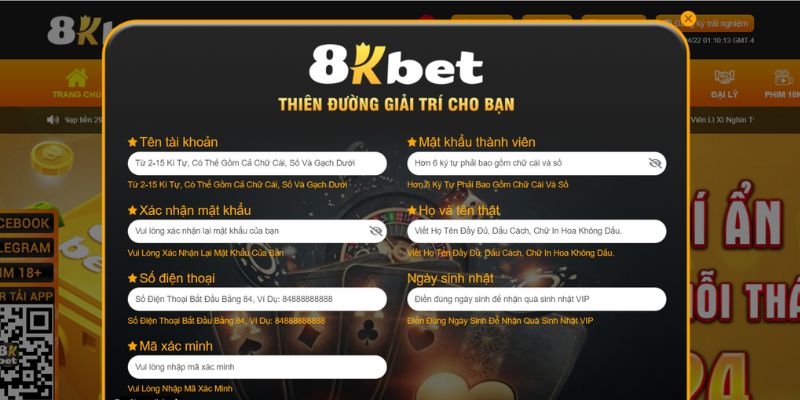 8Kb
01:10:13 GMT-4
TRANG CHỦ
ĐẠI LÝ
PHIM 18
Viên Lì Xì Nghìn T
8Kbet
THIÊN ĐƯỜNG GIẢI TRÍ CHO BẠN
Tên tài khoản
Từ 2-15 Kí Tự, Có Thể Gồm Cả Chữ Cái, Số Và Gạch Dưới
Từ 2-15 Kí Tự, Có Thể Gồm Cả Chữ Cái, Số Và Gạch Dưới
Mật khẩu thành viên
Hơn 6 ký tự phải bao gồm chữ cái và số
Hơn 6 Ký Tự Phải Bao Gồm Chữ Cái Và Số
Xác nhận mật khẩu
Vui lòng xác nhận lại mật khẩu của bạn
Vui Lòng Xác Nhận Lại Mật Khẩu Của Bạn
Họ và tên thật
Viết Họ Tên Đầy Đủ, Dấu Cách, Chữ In Hoa Không Dấu.
Viết Họ Tên Đầy Đủ, Dấu Cách, Chữ In Hoa Không Dấu.
Số điện thoại
Số Điện Thoại Bắt Đầu Bằng 84, Ví Dụ: 84888888888
Số Điện Thoại Bắt Đầu Bằng 84, Ví Dụ: 84888888888
Ngày sinh nhật
Điền đúng ngày sinh để nhận quà sinh nhật VIP
Điền Đúng Ngày Sinh Để Nhận Quà Sinh Nhật VIP
Mã xác minh
Vui lòng nhập mã xác minh
Vui Lòng Nhập Mã Xác Minh
CEBOOK
LEGRAM
IM 18+
TẢI APP
8K
bet
Í ẨN
ỖI THÁ
24